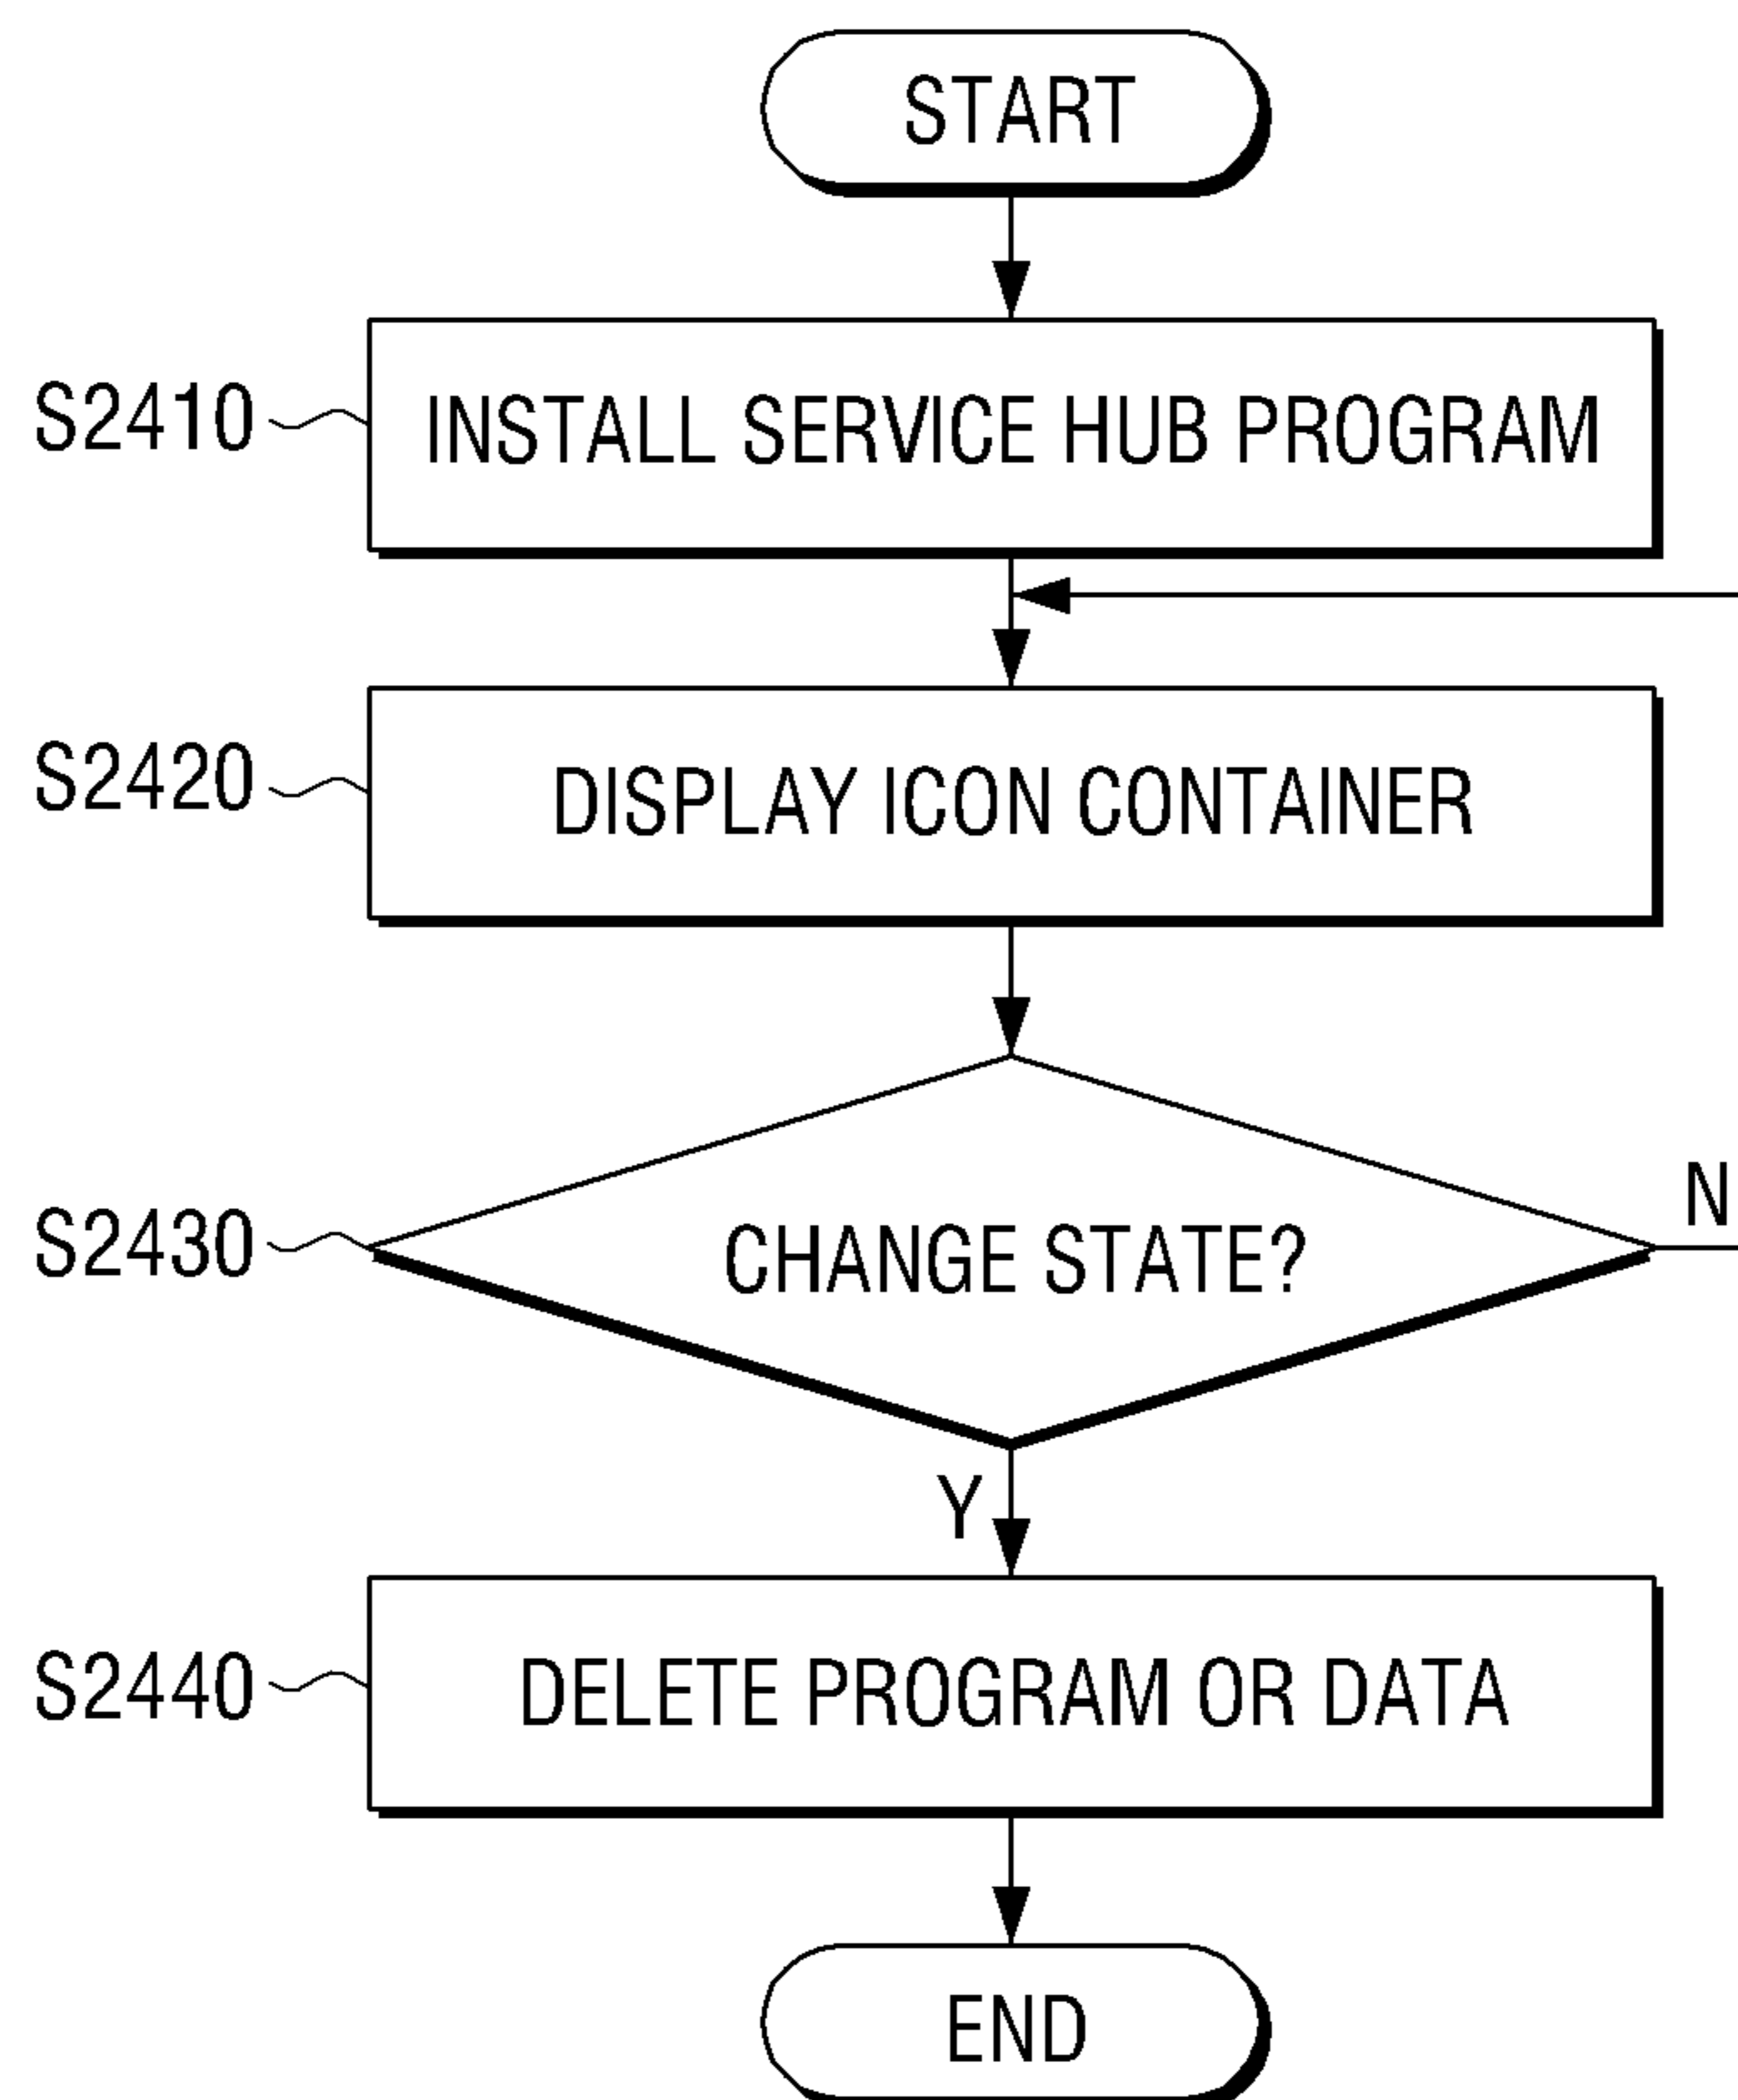 START
S2410
INSTALL SERVICE HUB PROGRAM
S2420
DISPLAY ICON CONTAINER
S2430
CHANGE STATE?
N
Y
S2440
DELETE PROGRAM OR DATA
END